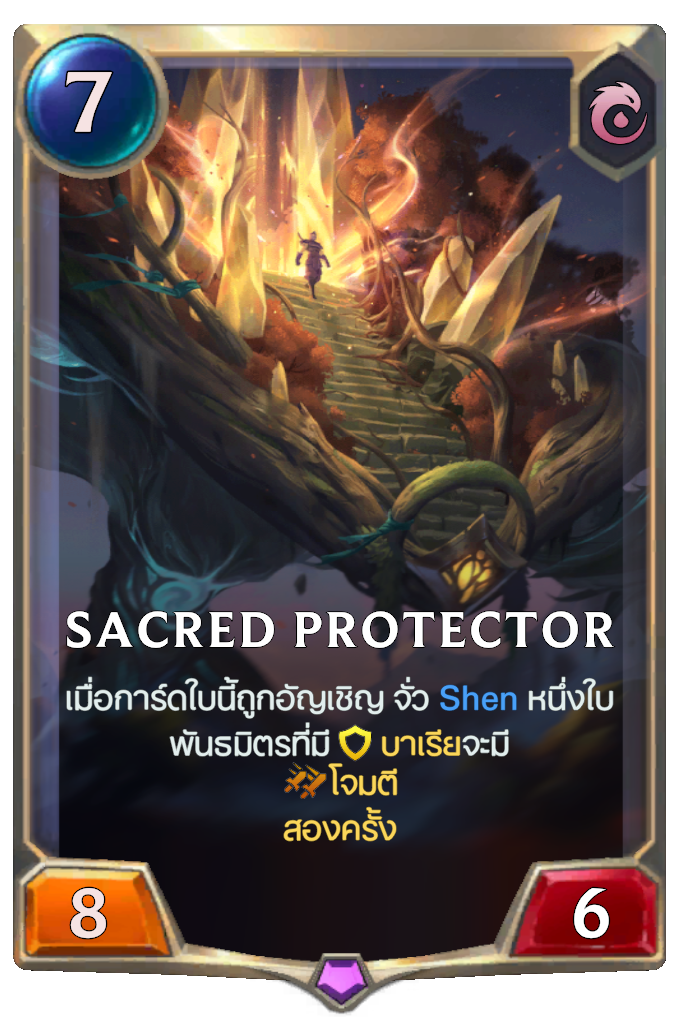 7
SACRED PROTECTOR
เมื่อการ์ดใบนี้ถูกอัญเชิญ จั่ว Shen หนึ่งใบ
พันธมิตรที่มี บาเรียจะมี
โจมตี
สองครั้ง
8
6